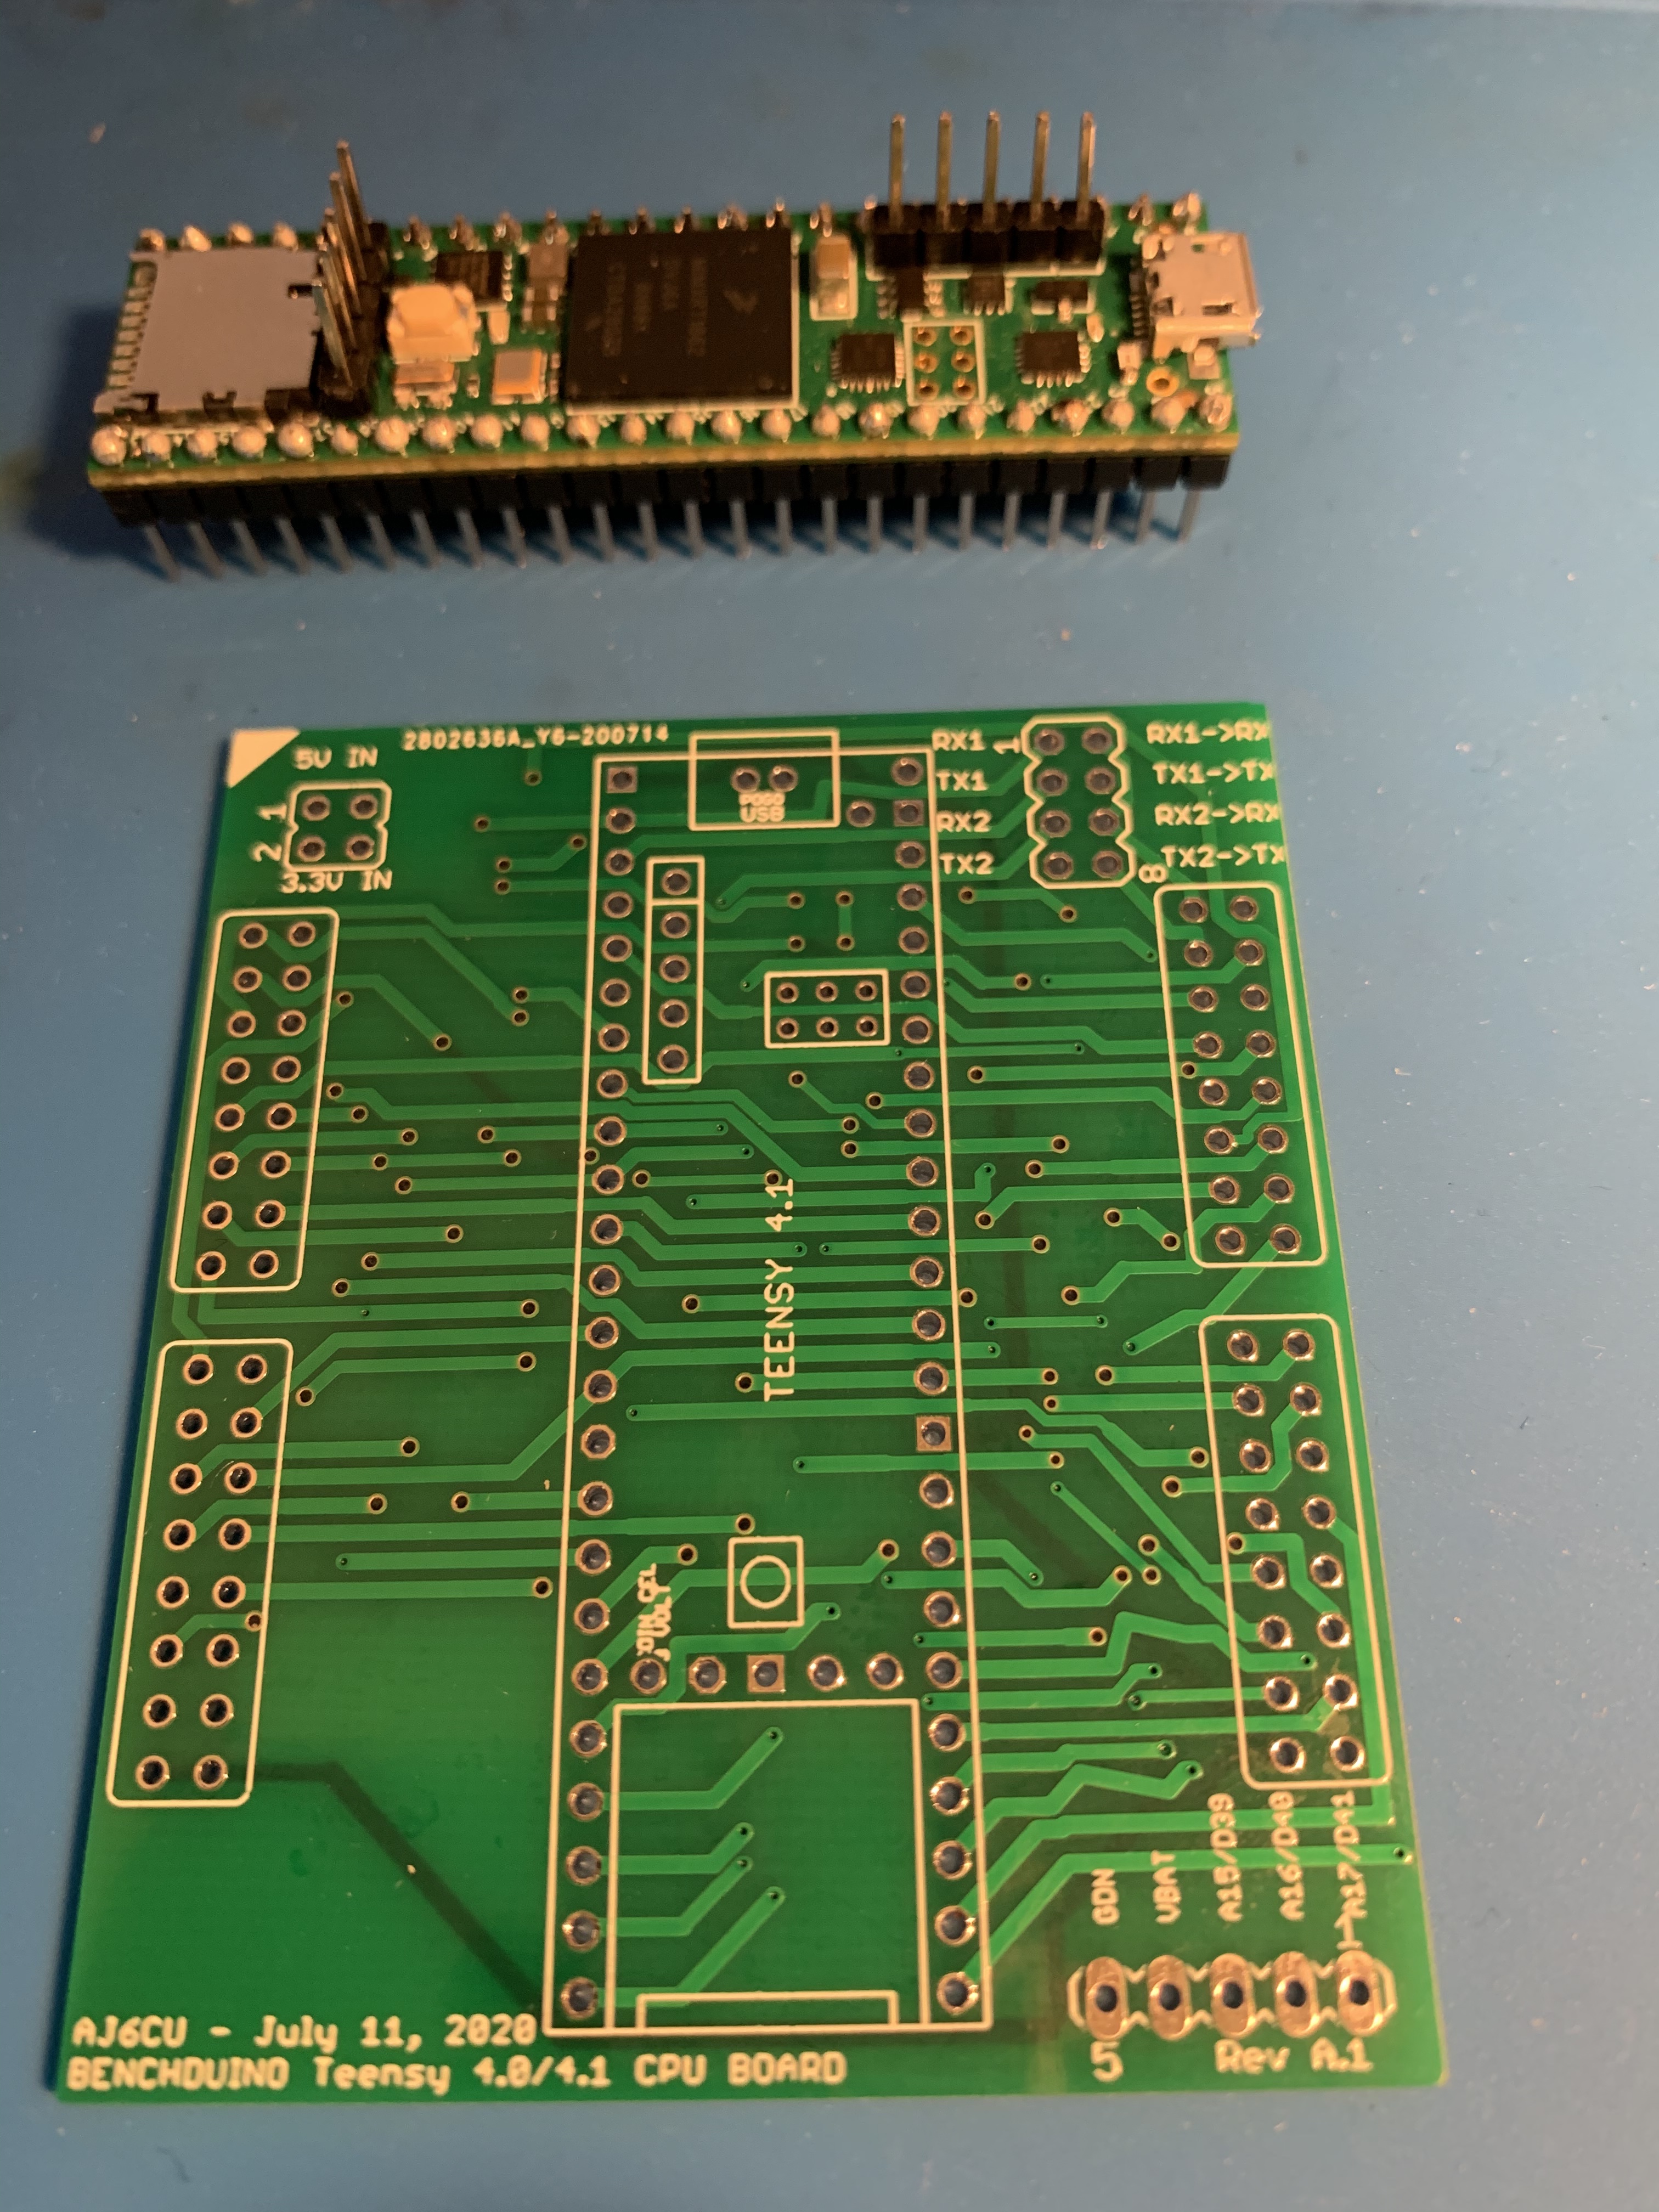 2802636A_Y6-200714
5V IN
1
2
3.3V IN
POGO
USB
RX1
TX1
RX2
TX2
1
8
RX1->RX
TX1->TX
RX2->RX
TX2->TX
TEENSY 4.1
GDN
VBAT
A15/D39
A16/D40
A17/D41
1
5
Rev A.1
AJ6CU - July 11, 2020
BENCHDUINO Teensy 4.0/4.1 CPU BOARD